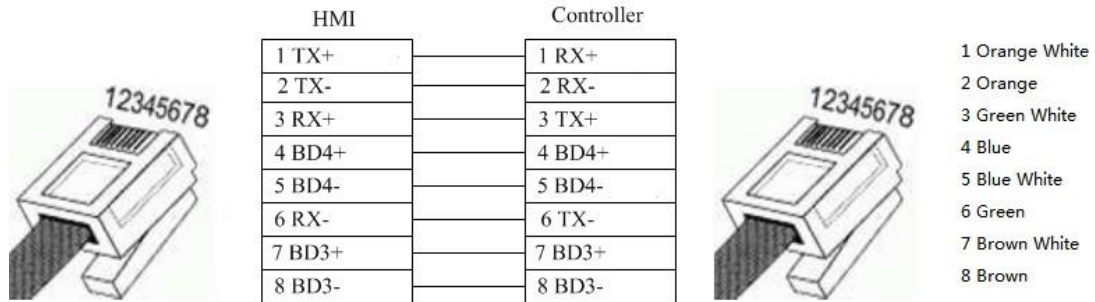 HMI Controller
1 TX+ 1 RX+
2 TX- 2 RX-
3 RX+ 3 TX+
4 BD4+ 4 BD4+
5 BD4- 5 BD4-
6 RX- 6 TX-
7 BD3+ 7 BD3+
8 BD3- 8 BD3-
12345678
12345678
1 Orange White
2 Orange
3 Green White
4 Blue
5 Blue White
6 Green
7 Brown White
8 Brown